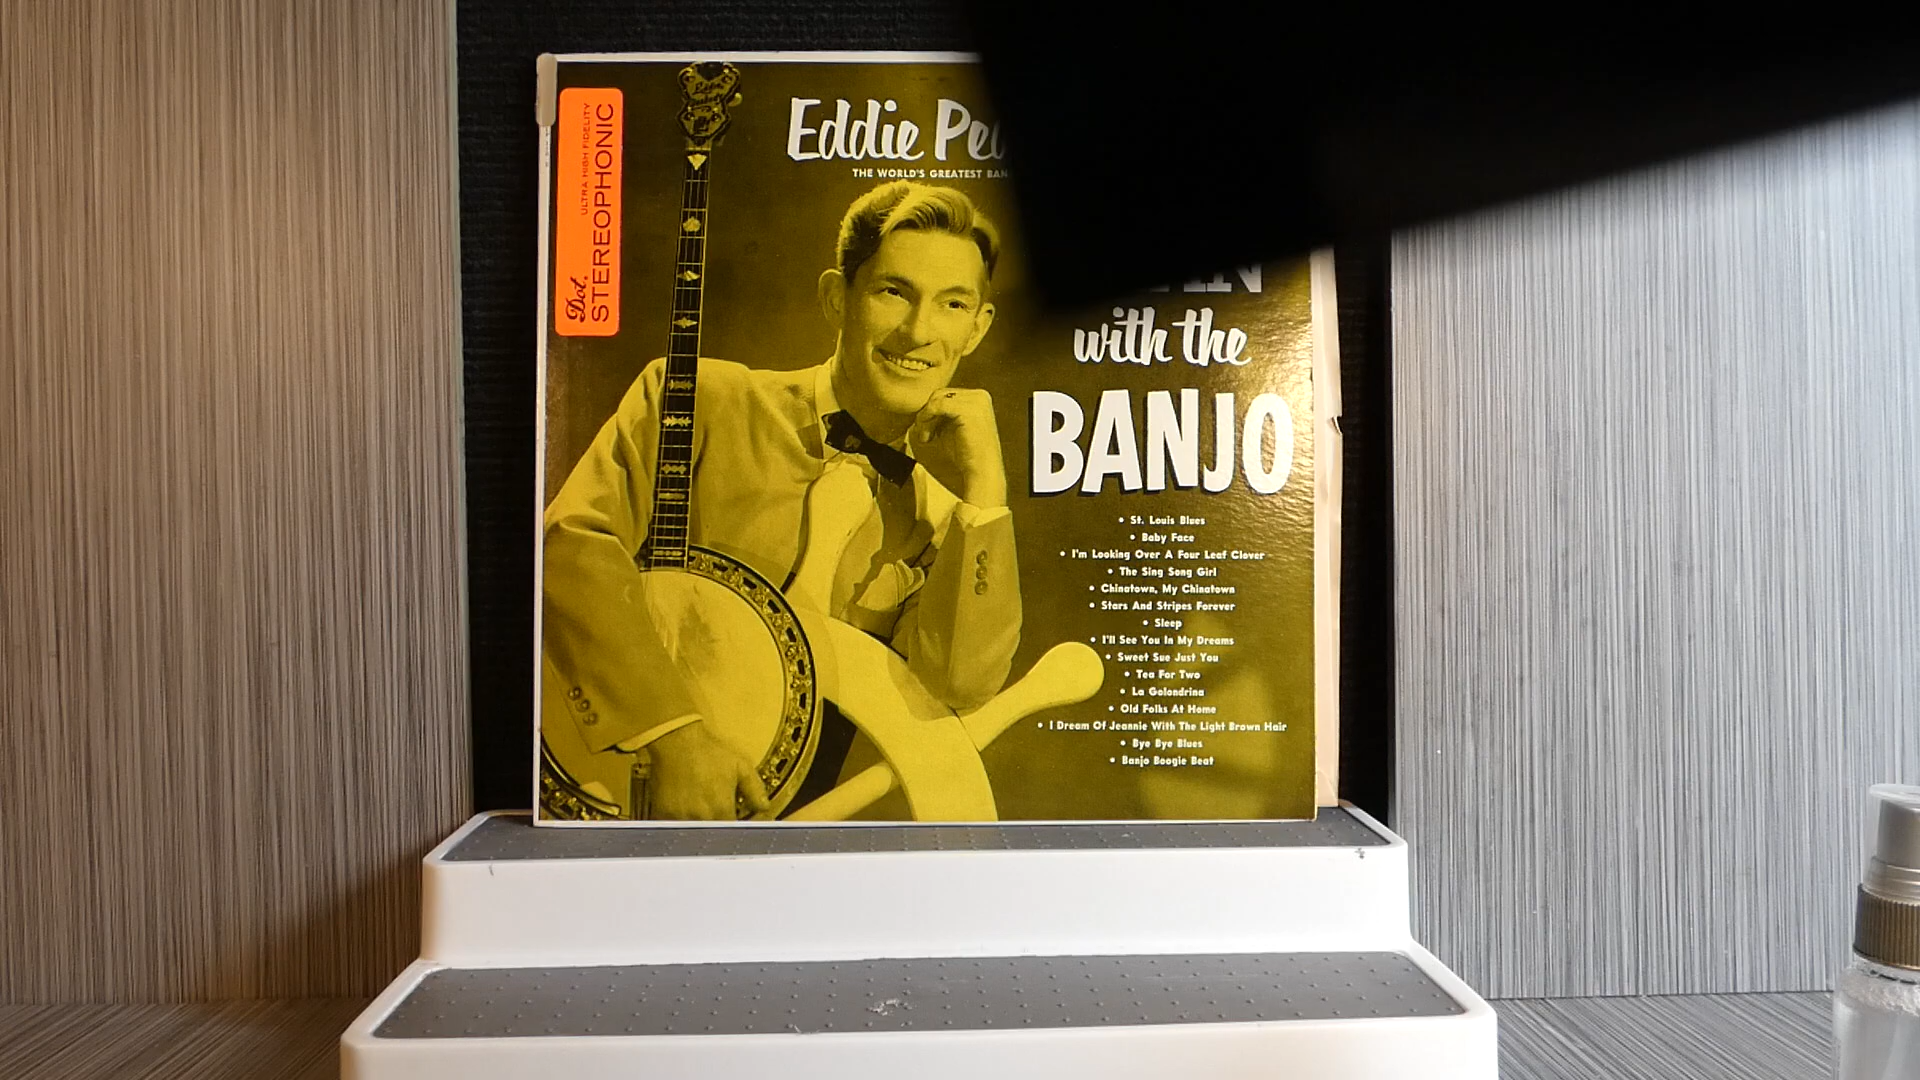 Dot.
ULTRA HIGH FIDELITY
STEREOPHONIC
Eddie Pea
THE WORLD'S GREATEST BAN
with the
BANJO
• St. Louis Blues
• Baby Face
• I'm Looking Over A Four Leaf Clover
• The Sing Song Girl
• Chinatown, My Chinatown
• Stars And Stripes Forever
• Sleep
• I'll See You In My Dreams
• Sweet Sue Just You
• Tea For Two
• La Golondrina
• Old Folks At Home
• I Dream Of Jeannie With The Light Brown Hair
• Bye Bye Blues
• Banjo Boogie Beat